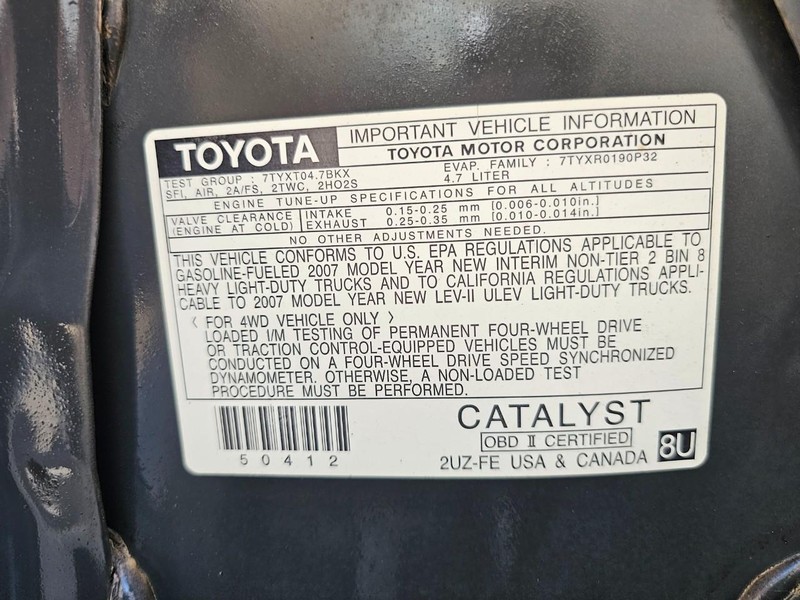 TOYOTA
IMPORTANT VEHICLE INFORMATION
TOYOTA MOTOR CORPORATION
TEST GROUP : 7TYXT04.7BKX EVAP. FAMILY : 7TYXR0190P32
SFI, AIR, 2A/FS, 2TWC, 2HO2S 4.7 LITER
ENGINE TUNE-UP SPECIFICATIONS FOR ALL ALTITUDES
VALVE CLEARANCE INTAKE 0.15-0.25 mm [0.006-0.010in.]
(ENGINE AT COLD) EXHAUST 0.25-0.35 mm [0.010-0.014in.]
NO OTHER ADJUSTMENTS NEEDED.
THIS VEHICLE CONFORMS TO U.S. EPA REGULATIONS APPLICABLE TO
GASOLINE-FUELED 2007 MODEL YEAR NEW INTERIM NON-TIER 2 BIN 8
HEAVY LIGHT-DUTY TRUCKS AND TO CALIFORNIA REGULATIONS APPLI-
CABLE TO 2007 MODEL YEAR NEW LEV-II ULEV LIGHT-DUTY TRUCKS.
〈 FOR 4WD VEHICLE ONLY 〉
LOADED I/M TESTING OF PERMANENT FOUR-WHEEL DRIVE
OR TRACTION CONTROL-EQUIPPED VEHICLES MUST BE
CONDUCTED ON A FOUR-WHEEL DRIVE SPEED SYNCHRONIZED
DYNAMOMETER. OTHERWISE, A NON-LOADED TEST
PROCEDURE MUST BE PERFORMED.
50412
CATALYST
OBD II CERTIFIED
2UZ-FE USA & CANADA 8U